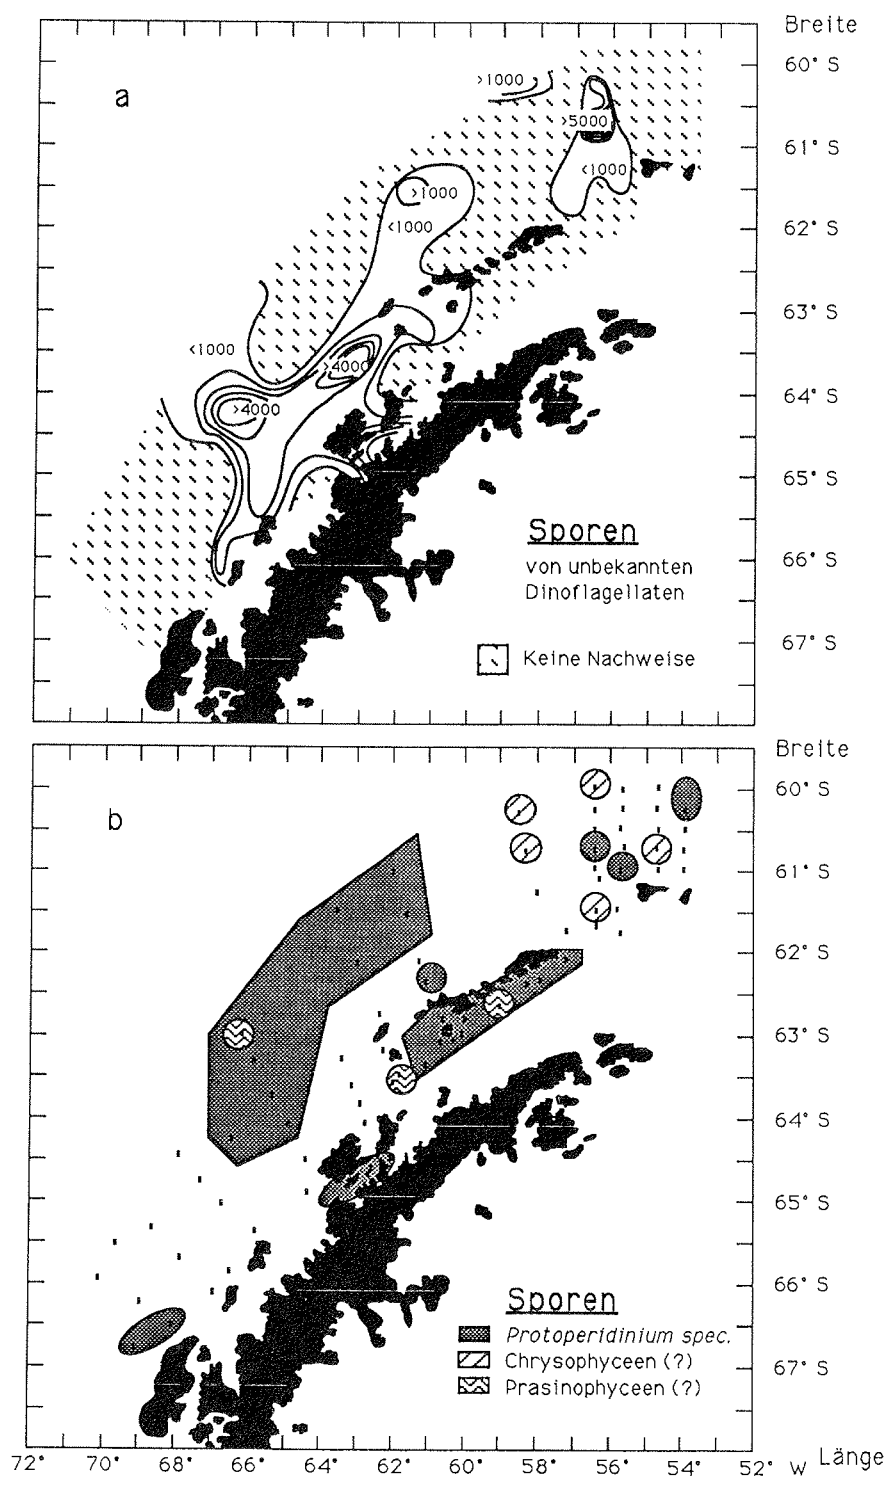 Breite
60° S
a
>1000
>5000
61° S
<1000
>1000
62° S
<1000
63° S
<1000
>4000
64° S
>4000
65° S
Sporen
66° S
von unbekannten
Dinoflagellaten
67° S
Keine Nachweise
Breite
60° S
b
61° S
62° S
63° S
64° S
65° S
66° S
Sporen
Protoperidinium spec.
Chrysophyceen (?)
67° S
Prasinophyceen (?)
72° 70° 68° 66° 64° 62° 60° 58° 56° 54° 52° W Länge